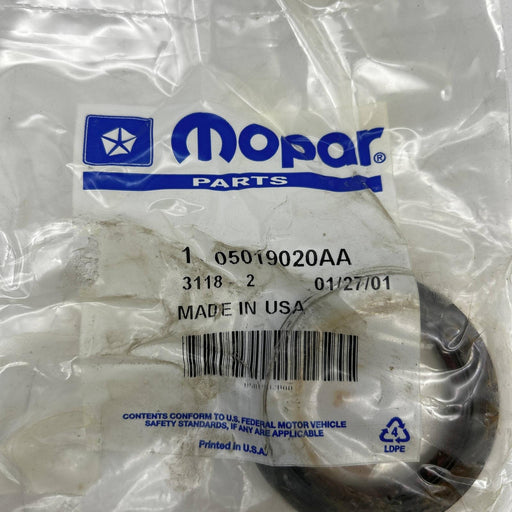 Mopar®
PARTS
1 05019020AA
3118 2 01/27/01
MADE IN USA
CONTENTS CONFORM TO U.S. FEDERAL MOTOR VEHICLE
SAFETY STANDARDS, IF ANY ARE APPLICABLE
Printed in U.S.A.
4
LDPE